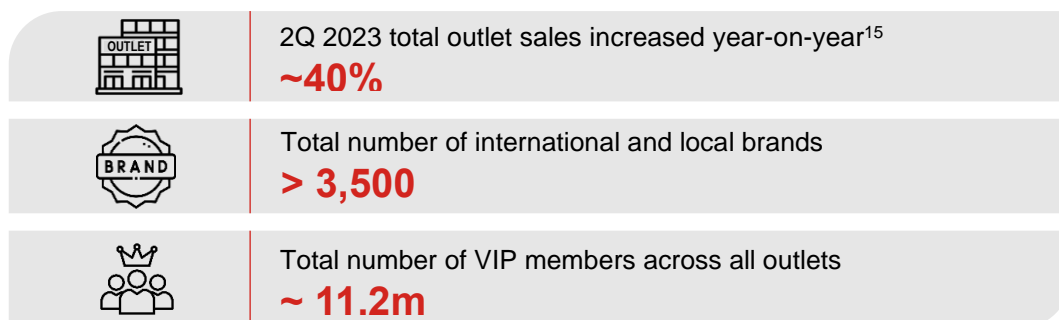 OUTLET
2Q 2023 total outlet sales increased year-on-year15
~40%
BRAND
Total number of international and local brands
> 3,500
Total number of VIP members across all outlets
~ 11.2m